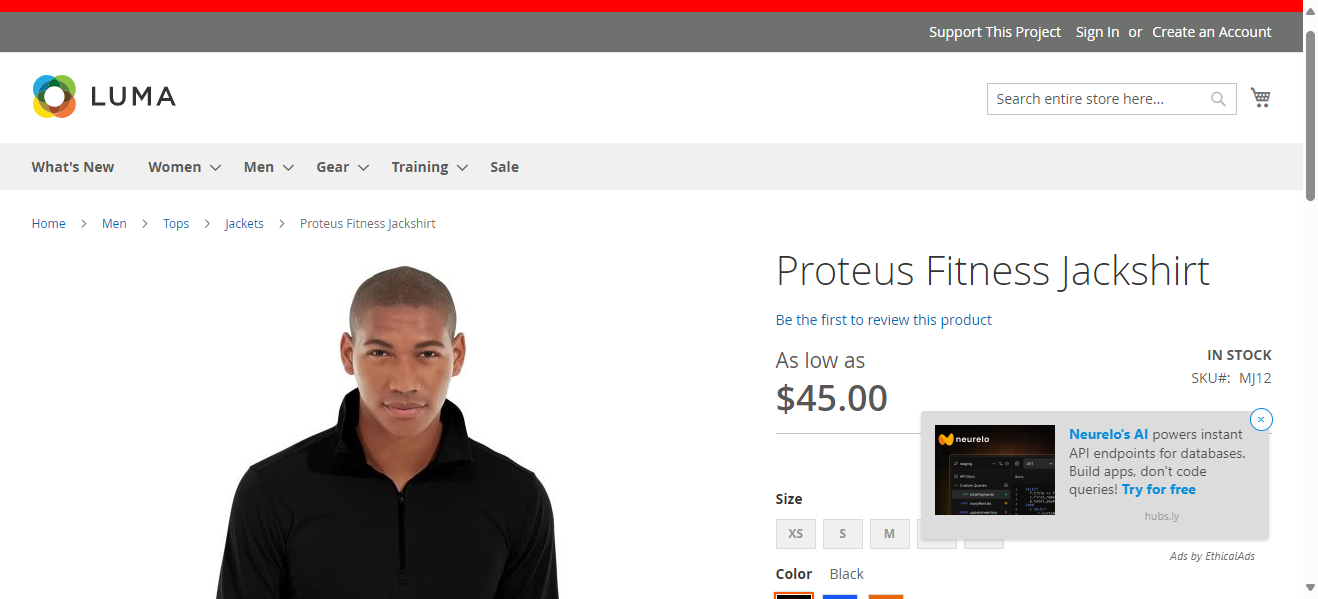 Support This Project Sign In or Create an Account
LUMA
Search entire store here...
What's New Women Men Gear Training Sale
Home Men Tops Jackets Proteus Fitness Jackshirt
Proteus Fitness Jackshirt
Be the first to review this product
As low as
$45.00
IN STOCK
SKU#: MJ12
neurelo
Neurelo's AI powers instant
API endpoints for databases.
Build apps, don't code
queries! Try for free
hubs.ly
Ads by EthicalAds
Size
XS S M
Color Black